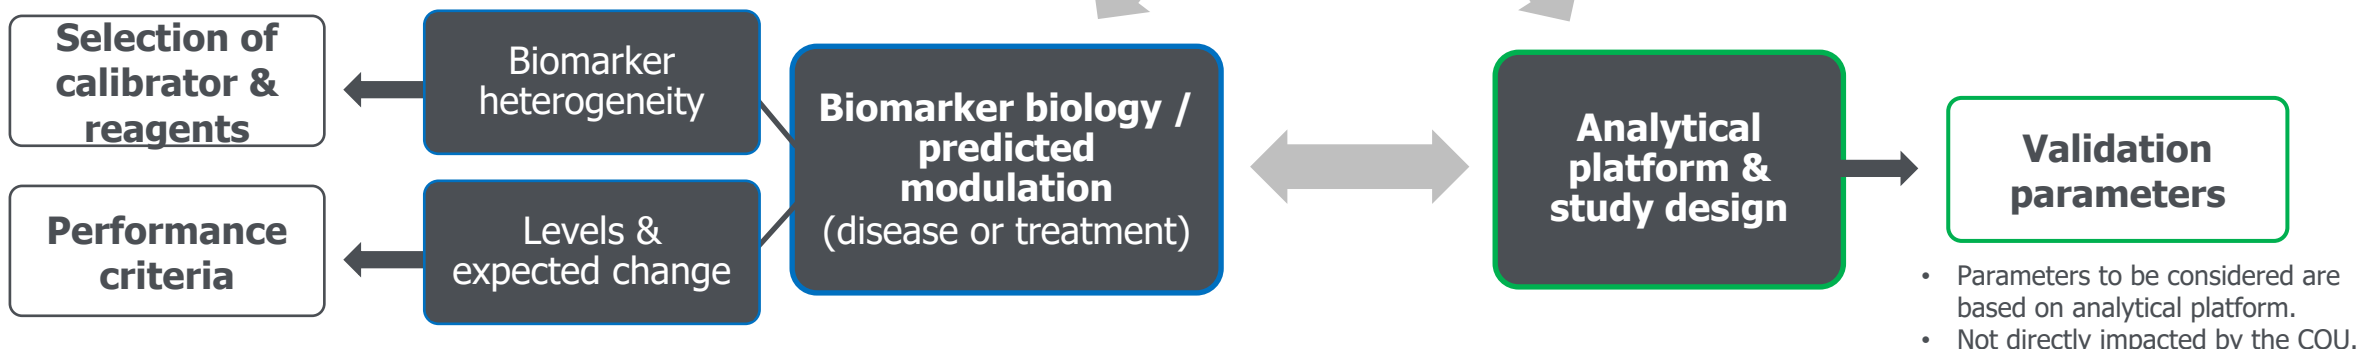 Selection of
calibrator &
reagents
Biomarker
heterogeneity
Performance
criteria
Levels &
expected change
Biomarker biology /
predicted
modulation
(disease or treatment)
Analytical
platform &
study design
Validation
parameters
• Parameters to be considered are
based on analytical platform.
• Not directly impacted by the COU.